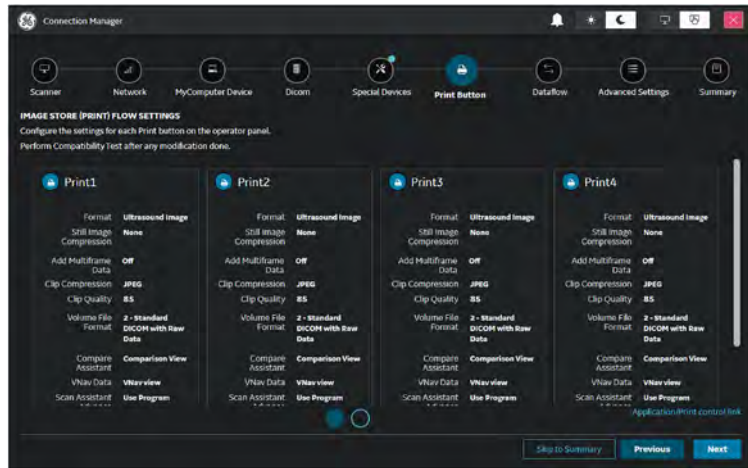 Connection Manager
Scanner
Network
MyComputer Device
Dicom
Special Devices
Print Button
Dataflow
Advanced Settings
Summary
IMAGE STORE (PRINT) FLOW SETTINGS
Configure the settings for each Print button on the operator panel.
Perform Compatibility Test after any modification done.
Print1
Format Ultrasound Image
Still Image Compression None
Add Multiframe Data Off
Clip Compression JPEG
Clip Quality 85
Volume File Format 2 - Standard DICOM with Raw Data
Compare Assistant Comparison View
VNav Data VNav view
Scan Assistant Use Program
Print2
Format Ultrasound Image
Still Image Compression None
Add Multiframe Data Off
Clip Compression JPEG
Clip Quality 85
Volume File Format 2 - Standard DICOM with Raw Data
Compare Assistant Comparison View
VNav Data VNav view
Scan Assistant Use Program
Print3
Format Ultrasound Image
Still Image Compression None
Add Multiframe Data Off
Clip Compression JPEG
Clip Quality 85
Volume File Format 2 - Standard DICOM with Raw Data
Compare Assistant Comparison View
VNav Data VNav view
Scan Assistant Use Program
Print4
Format Ultrasound Image
Still Image Compression None
Add Multiframe Data Off
Clip Compression JPEG
Clip Quality 85
Volume File Format 2 - Standard DICOM with Raw Data
Compare Assistant Comparison View
VNav Data VNav view
Scan Assistant Use Program
Application/Print control link
Skip to Summary
Previous
Next